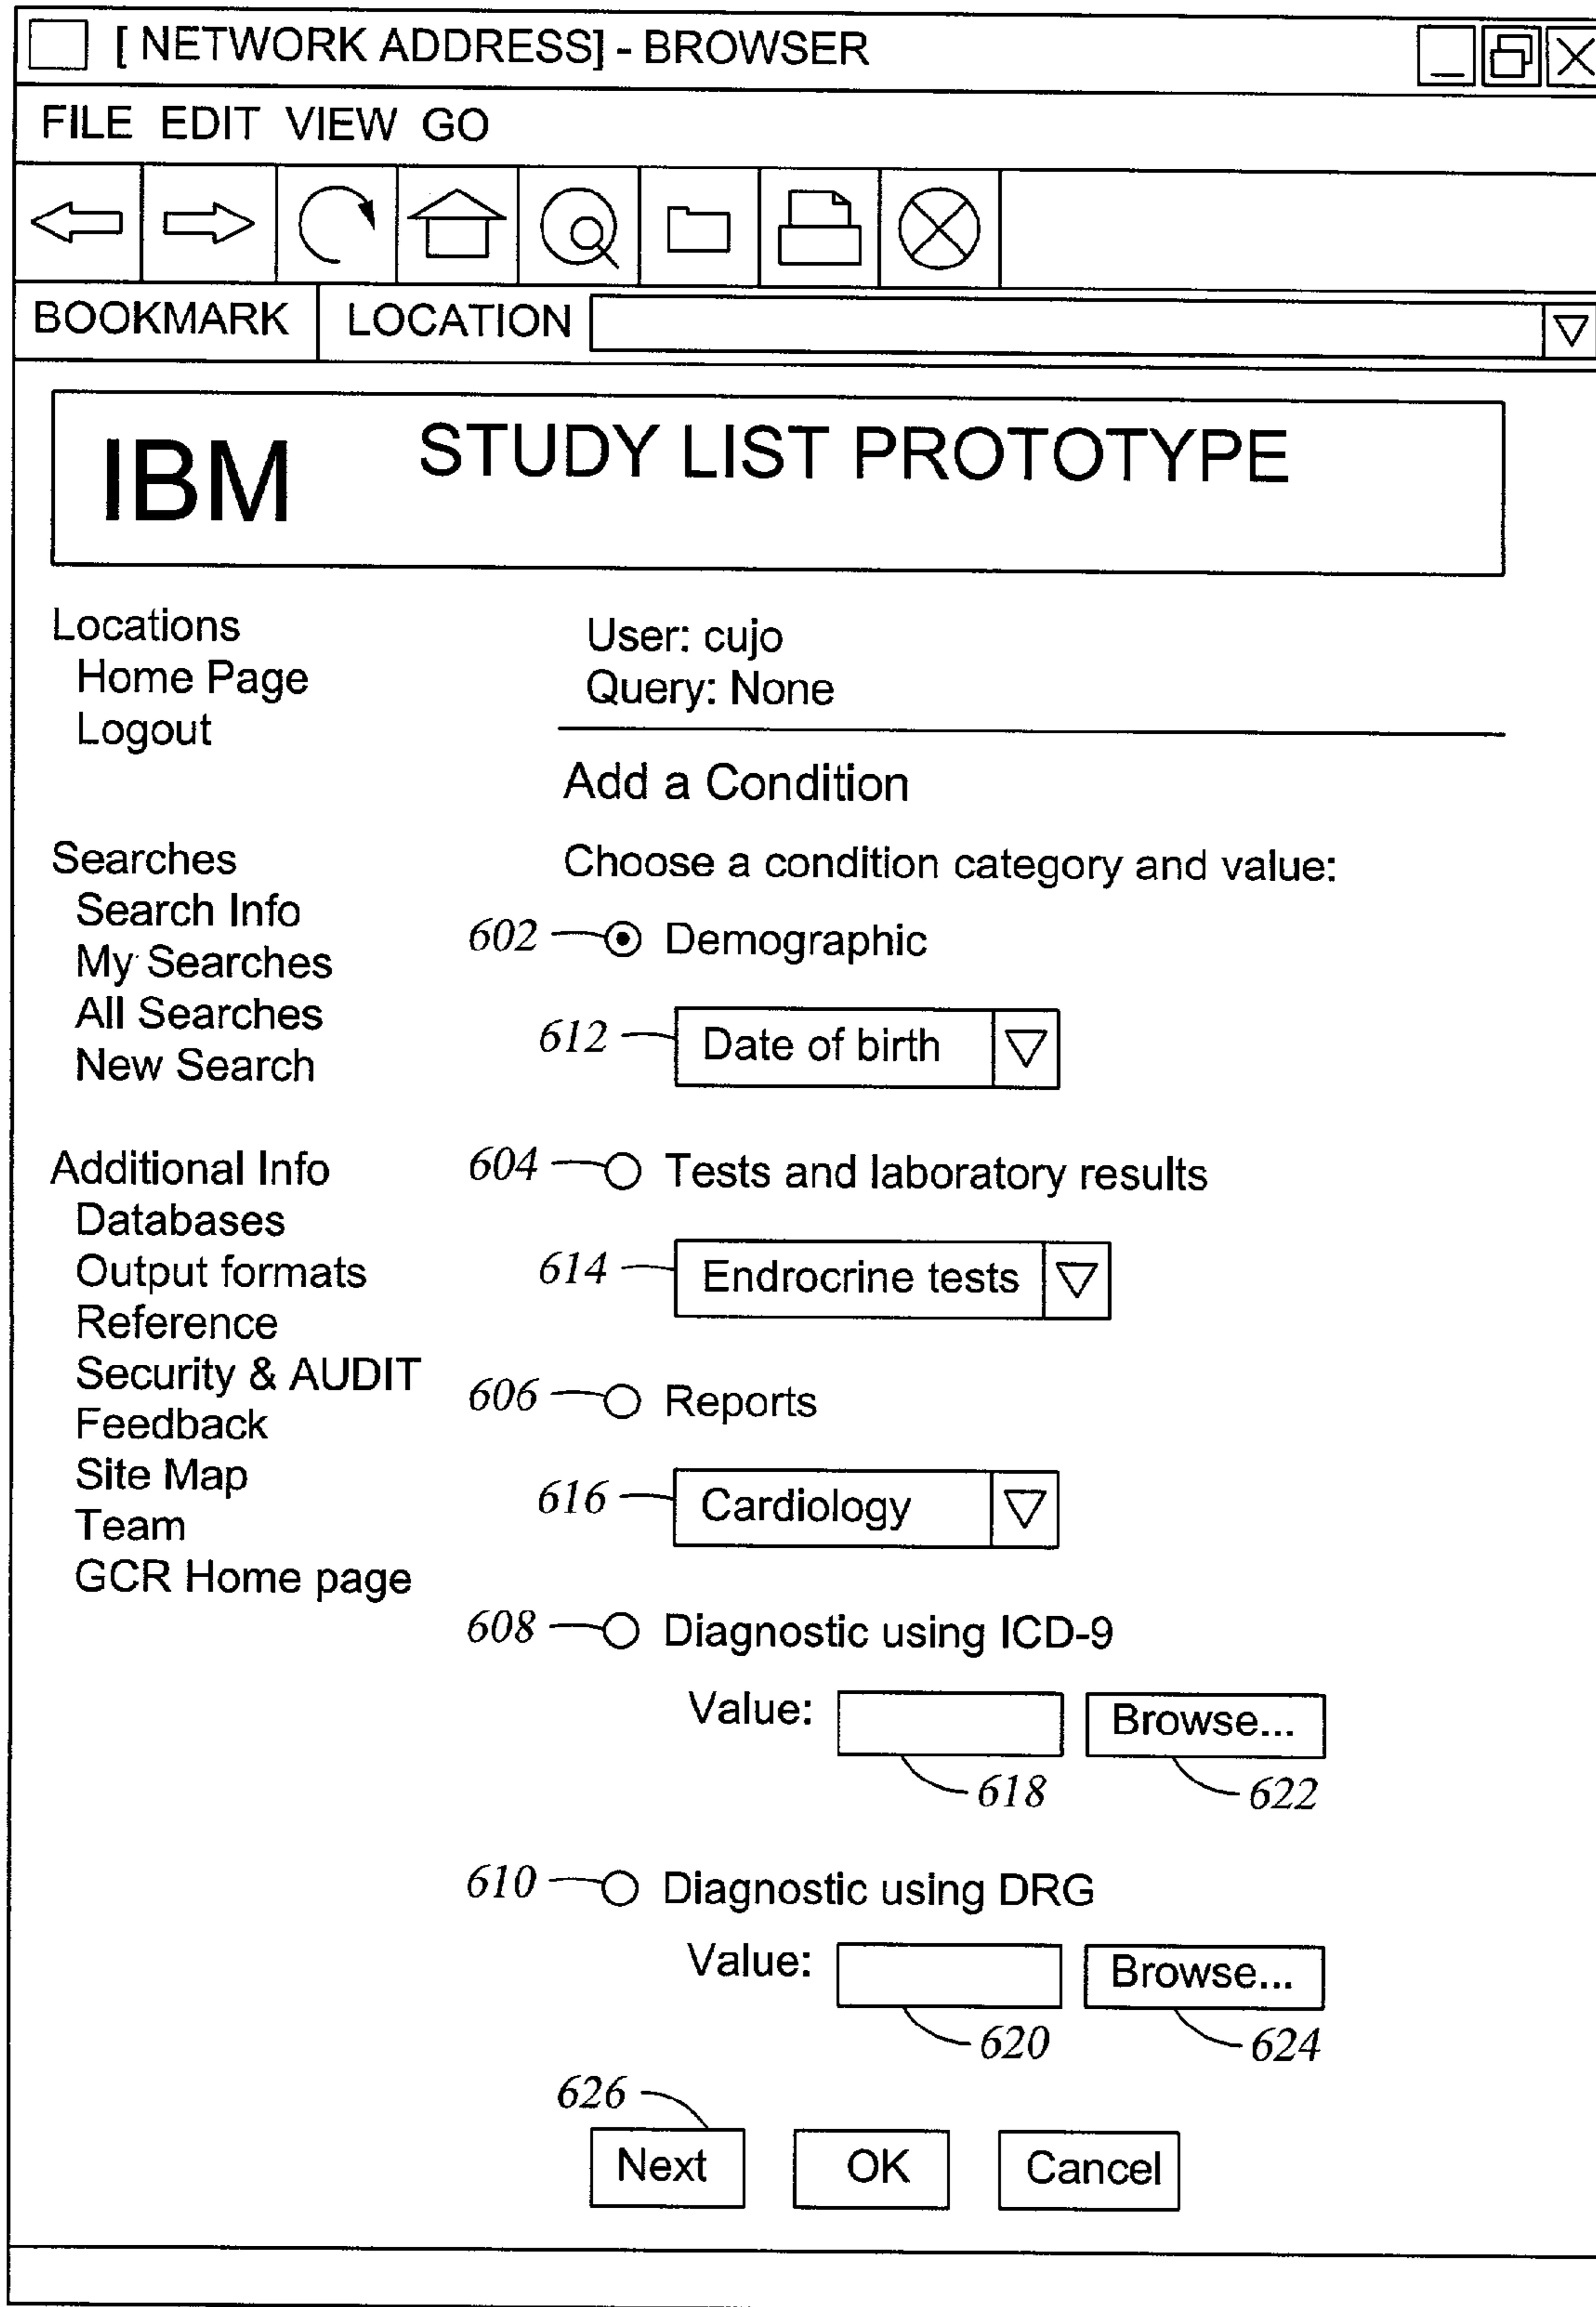 [ NETWORK ADDRESS] - BROWSER
FILE EDIT VIEW GO
BOOKMARK LOCATION
IBM STUDY LIST PROTOTYPE
Locations
Home Page
Logout
Searches
Search Info
My Searches
All Searches
New Search
Additional Info
Databases
Output formats
Reference
Security & AUDIT
Feedback
Site Map
Team
GCR Home page
User: cujo
Query: None
Add a Condition
Choose a condition category and value:
602 Demographic
612 Date of birth
604 Tests and laboratory results
614 Endrocrine tests
606 Reports
616 Cardiology
608 Diagnostic using ICD-9
Value: Browse...
618 622
610 Diagnostic using DRG
Value: Browse...
620 624
626
Next OK Cancel